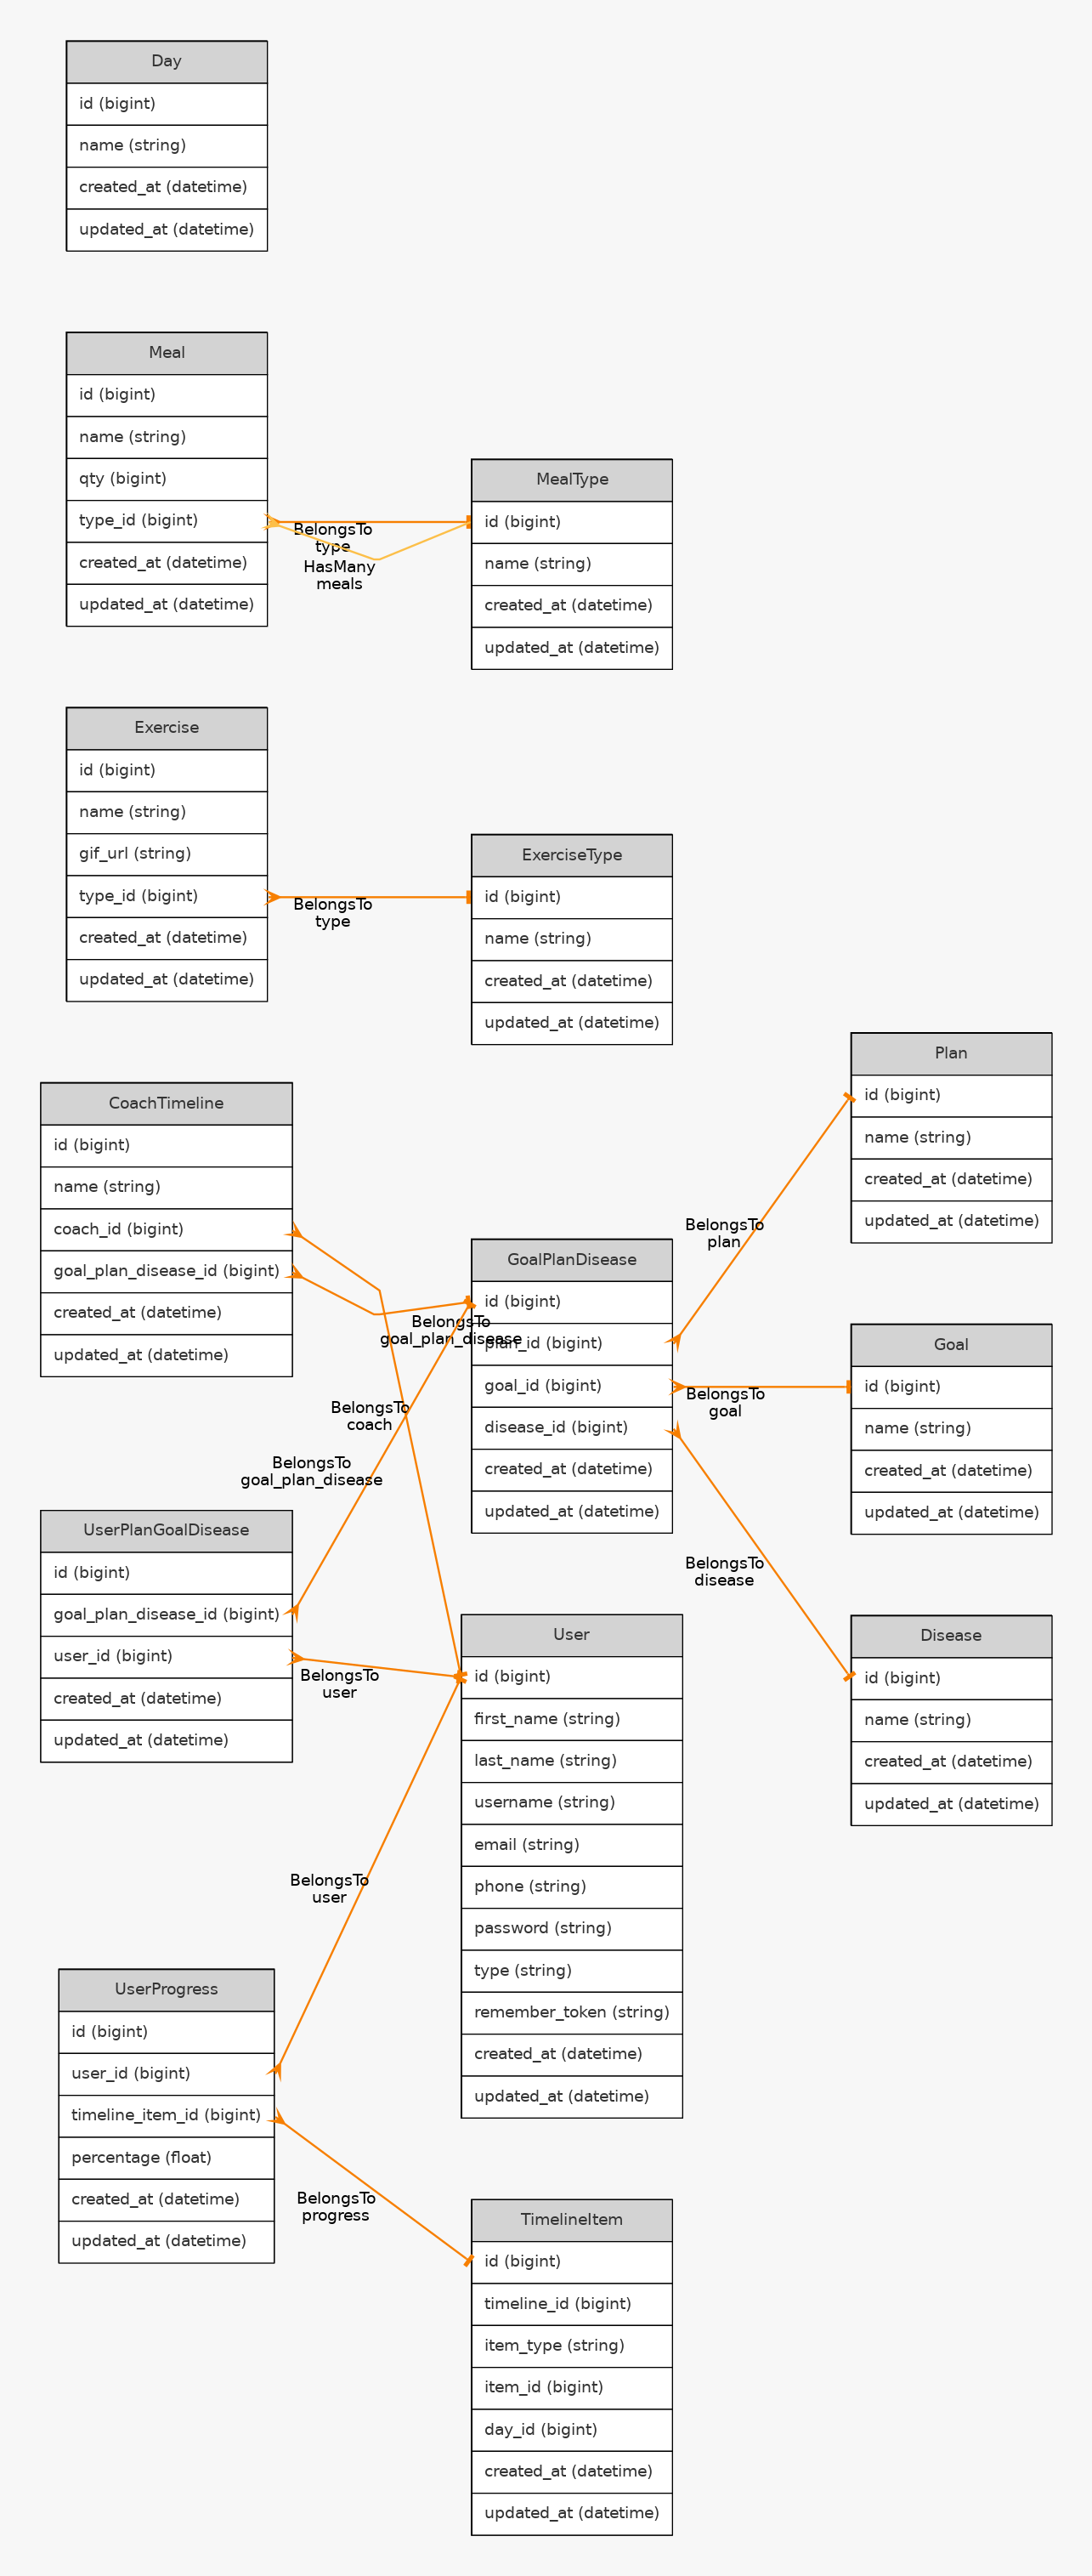 Day
id (bigint)
name (string)
created_at (datetime)
updated_at (datetime)
Meal
id (bigint)
name (string)
qty (bigint)
type_id (bigint)
created_at (datetime)
updated_at (datetime)
BelongsTo
type
HasMany
meals
MealType
id (bigint)
name (string)
created_at (datetime)
updated_at (datetime)
Exercise
id (bigint)
name (string)
gif_url (string)
type_id (bigint)
created_at (datetime)
updated_at (datetime)
BelongsTo
type
ExerciseType
id (bigint)
name (string)
created_at (datetime)
updated_at (datetime)
CoachTimeline
id (bigint)
name (string)
coach_id (bigint)
goal_plan_disease_id (bigint)
created_at (datetime)
updated_at (datetime)
BelongsTo
goal_plan_disease
BelongsTo
coach
BelongsTo
goal_plan_disease
GoalPlanDisease
id (bigint)
plan_id (bigint)
goal_id (bigint)
disease_id (bigint)
created_at (datetime)
updated_at (datetime)
BelongsTo
plan
BelongsTo
goal
BelongsTo
disease
Plan
id (bigint)
name (string)
created_at (datetime)
updated_at (datetime)
Goal
id (bigint)
name (string)
created_at (datetime)
updated_at (datetime)
Disease
id (bigint)
name (string)
created_at (datetime)
updated_at (datetime)
UserPlanGoalDisease
id (bigint)
goal_plan_disease_id (bigint)
user_id (bigint)
created_at (datetime)
updated_at (datetime)
BelongsTo
user
User
id (bigint)
first_name (string)
last_name (string)
username (string)
email (string)
phone (string)
password (string)
type (string)
remember_token (string)
created_at (datetime)
updated_at (datetime)
BelongsTo
user
UserProgress
id (bigint)
user_id (bigint)
timeline_item_id (bigint)
percentage (float)
created_at (datetime)
updated_at (datetime)
BelongsTo
progress
TimelineItem
id (bigint)
timeline_id (bigint)
item_type (string)
item_id (bigint)
day_id (bigint)
created_at (datetime)
updated_at (datetime)